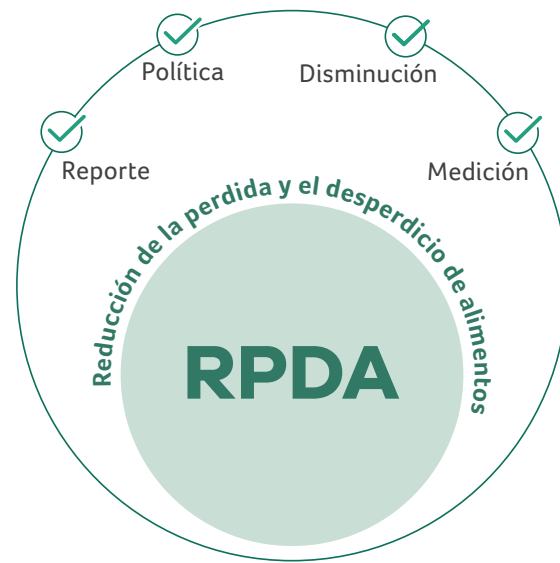 Política
Disminución
Reporte
Medición
Reducción de la perdida y el desperdicio de alimentos
RPDA